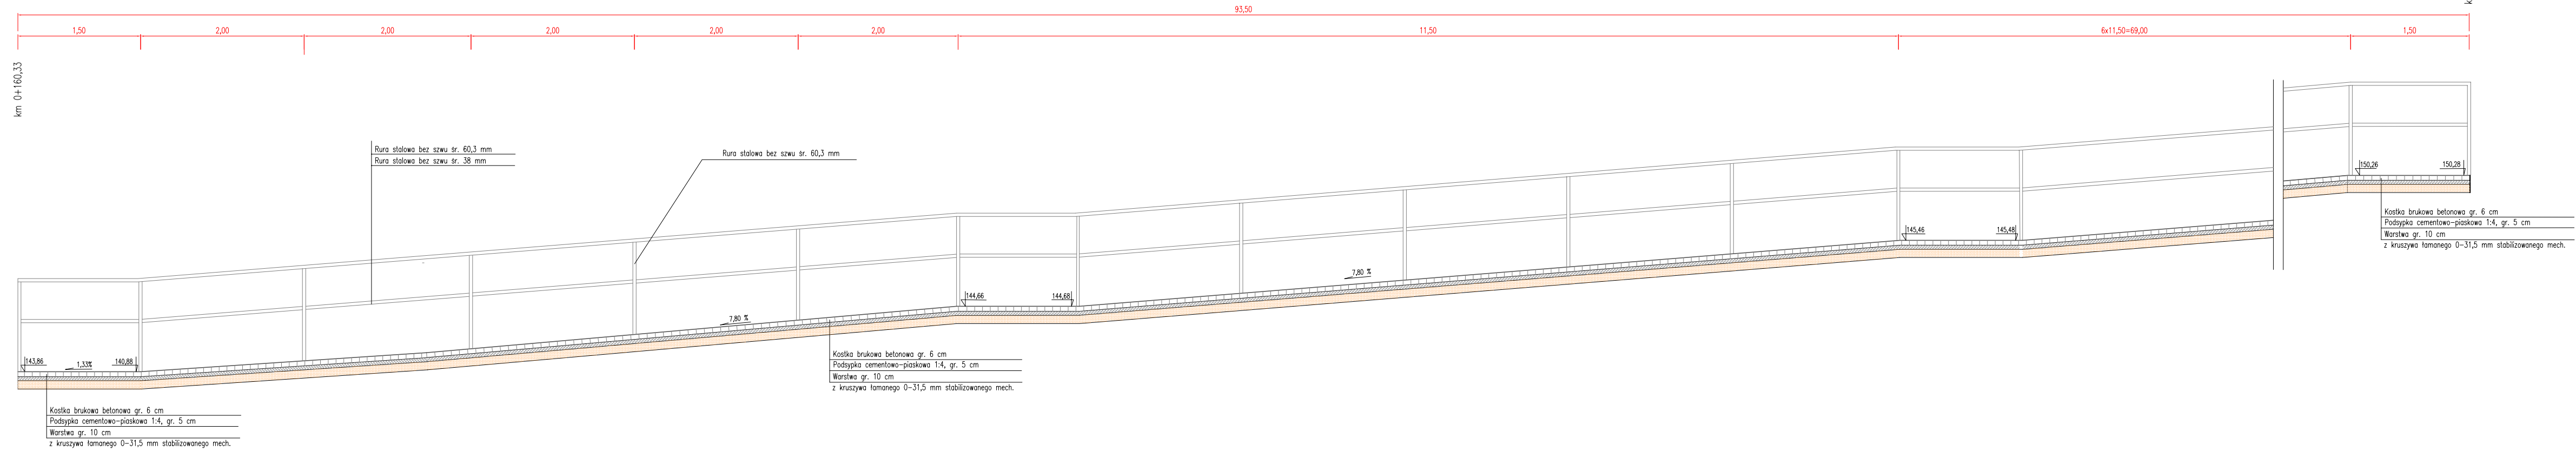 93,50
1,50 2,00 2,00 2,00 2,00 2,00 11,50 6x11,50=69,00 1,50
km 0+160,33
Rura stalowa bez szwu śr. 60,3 mm
Rura stalowa bez szwu śr. 38 mm
Rura stalowa bez szwu śr. 60,3 mm
150,26 150,28
Kostka brukowa betonowa gr. 6 cm
Podsypka cementowo-piaskowa 1:4, gr. 5 cm
Warstwa gr. 10 cm
z kruszywa łamanego 0-31,5 mm stabilizowanego mech.
145,46 145,48
7,80 %
144,66 144,68
7,80 %
143,86 1,33% 140,88
Kostka brukowa betonowa gr. 6 cm
Podsypka cementowo-piaskowa 1:4, gr. 5 cm
Warstwa gr. 10 cm
z kruszywa łamanego 0-31,5 mm stabilizowanego mech.
Kostka brukowa betonowa gr. 6 cm
Podsypka cementowo-piaskowa 1:4, gr. 5 cm
Warstwa gr. 10 cm
z kruszywa łamanego 0-31,5 mm stabilizowanego mech.